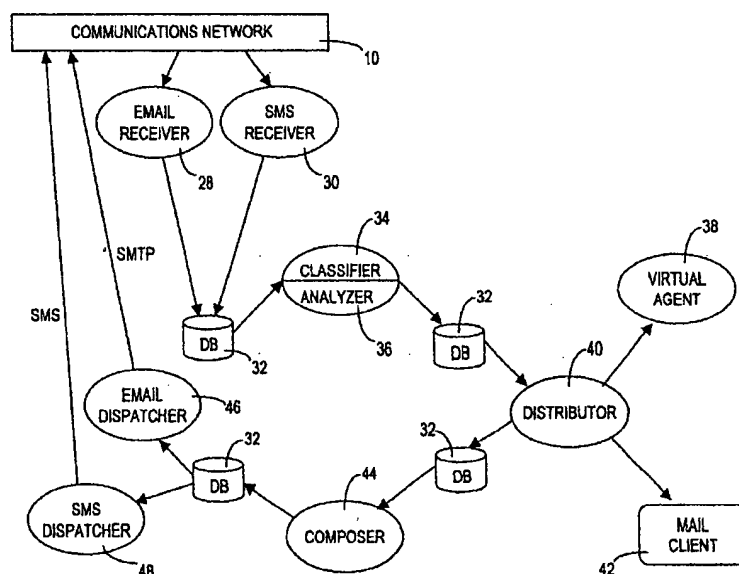 COMMUNICATIONS NETWORK
10
EMAIL
RECEIVER
SMS
RECEIVER
28
30
34
38
SMTP
CLASSIFIER
ANALYZER
VIRTUAL
AGENT
SMS
32
36
DB
32
DB
40
EMAIL
DISPATCHER
46
32
DISTRIBUTOR
32
DB
44
DB
SMS
DISPATCHER
COMPOSER
MAIL
CLIENT
48
42